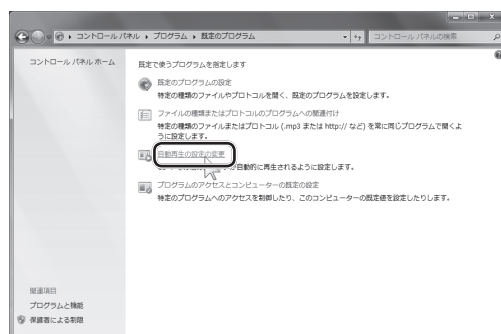 コントロール パネル ▸ プログラム ▸ 既定のプログラム
コントロール パネルの検索
コントロール パネル ホーム
既定で使うプログラムを指定します
既定のプログラムの設定
特定の種類のファイルやプロトコルを開く、既定のプログラムを設定します。
ファイルの種類またはプロトコルのプログラムへの関連付け
特定の種類のファイルまたはプロトコル (.mp3 または http:// など) を常に同じプログラムで開くよ
うに設定します。
自動再生の設定の変更
自動的に再生されるように設定します。
プログラムのアクセスとコンピューターの既定の設定
特定のプログラムへのアクセスを制御したり、このコンピューターの既定値を設定したりします。
関連項目
プログラムと機能
保護者による制限